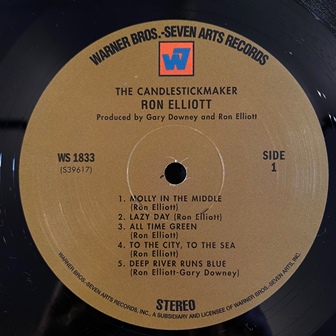 WARNER BROS.-SEVEN ARTS RECORDS
W7
THE CANDLESTICKMAKER
RON ELLIOTT
Produced by Gary Downey and Ron Elliott
WS 1833
(S39617)
SIDE
1
1. MOLLY IN THE MIDDLE
(Ron Elliott)
2. LAZY DAY (Ron Elliott)
3. ALL TIME GREEN
(Ron Elliott)
4. TO THE CITY, TO THE SEA
(Ron Elliott)
5. DEEP RIVER RUNS BLUE
(Ron Elliott-Gary Downey)
STEREO
WARNER BROS.-SEVEN ARTS RECORDS, INC., A SUBSIDIARY AND LICENSEE OF WARNER BROS.-SEVEN ARTS, INC.